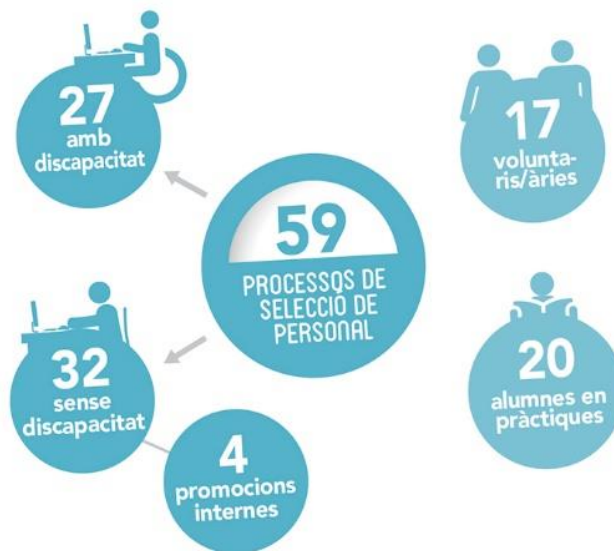 27
amb
discapacitat
17
volunta-
ris/àries
59
PROCESSOS DE
SELECCIÓ DE
PERSONAL
32
sense
discapacitat
20
alumnes en
pràctiques
4
promocions
internes